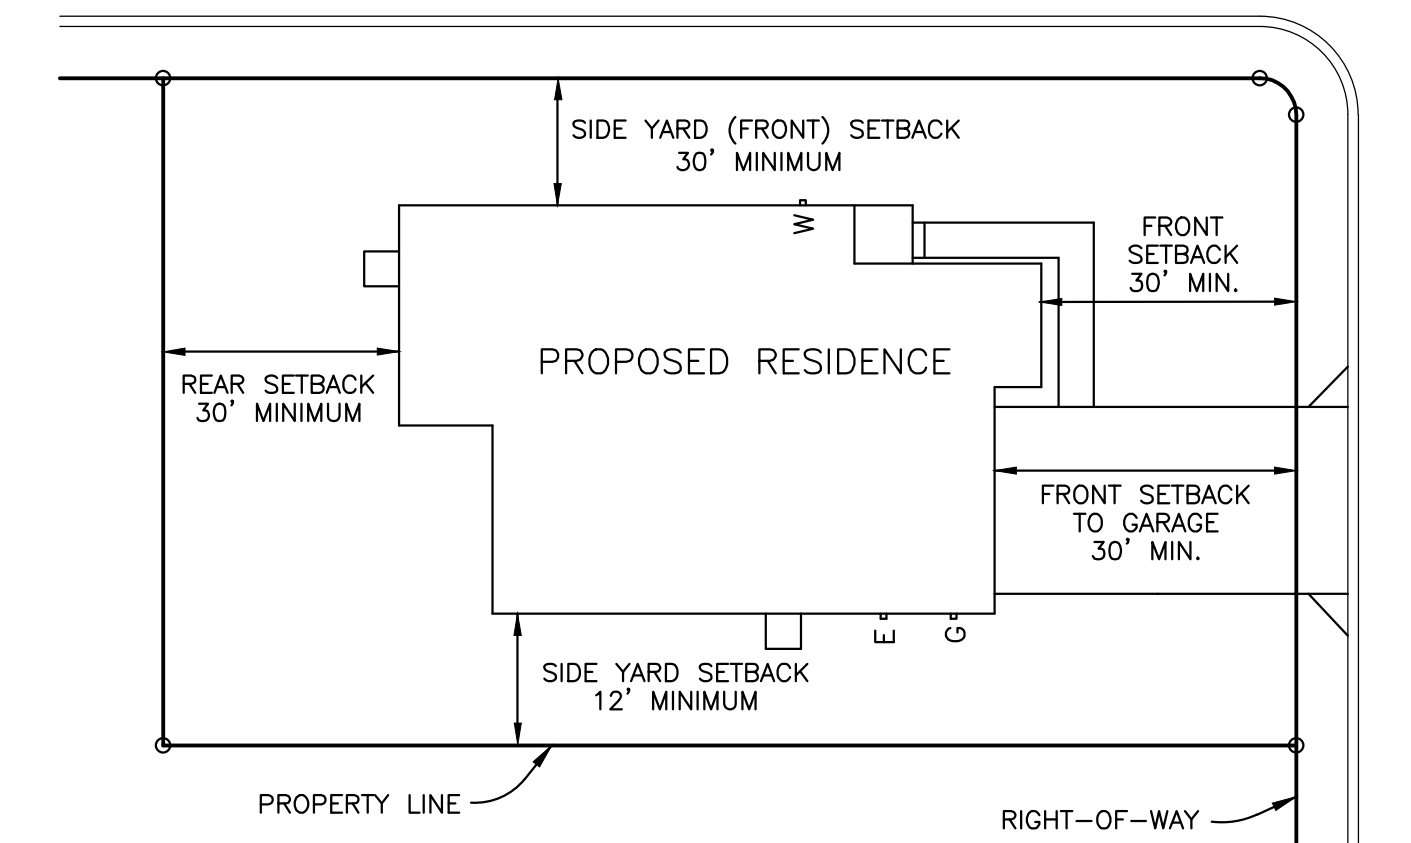 SIDE YARD (FRONT) SETBACK
30' MINIMUM
W
FRONT
SETBACK
30' MIN.
PROPOSED RESIDENCE
REAR SETBACK
30' MINIMUM
FRONT SETBACK
TO GARAGE
30' MIN.
E
G
SIDE YARD SETBACK
12' MINIMUM
PROPERTY LINE
RIGHT-OF-WAY